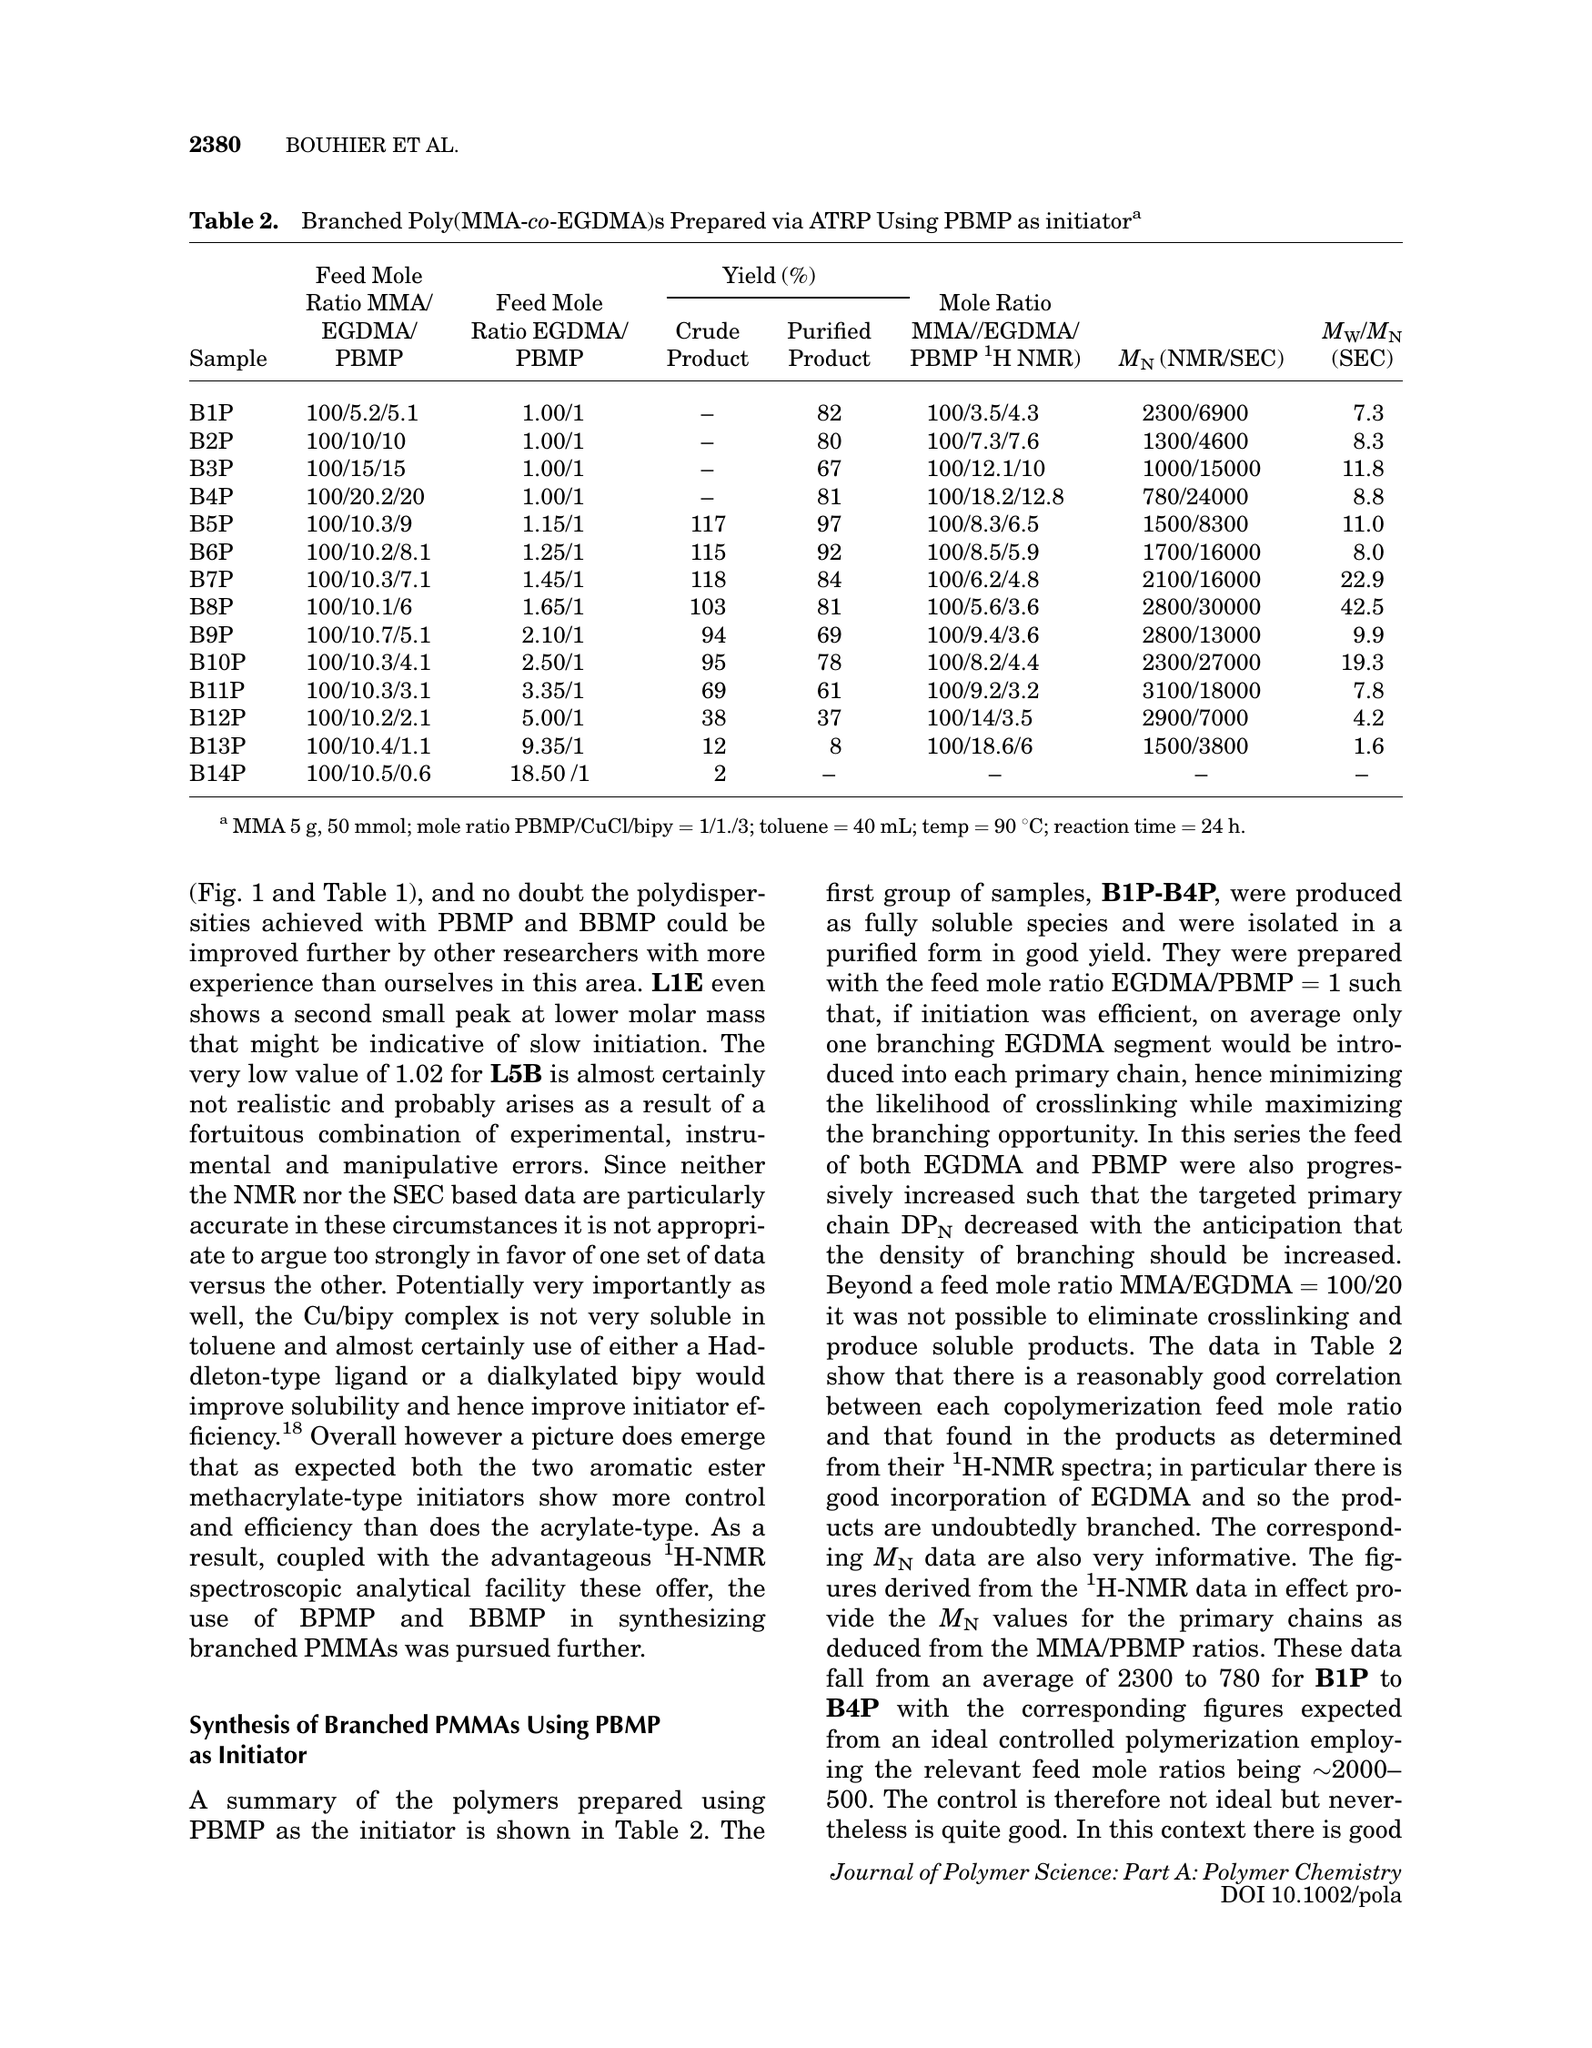 2380 BOUHIER ET AL.
Table 2. Branched Poly(MMA-co-EGDMA)s Prepared via ATRP Using PBMP as initiatorᵃ
Feed Mole Yield (%)
Ratio MMA/ Feed Mole Mole Ratio
EGDMA/ Ratio EGDMA/ Crude Purified MMA//EGDMA/ M_W/M_N
Sample PBMP PBMP Product Product PBMP ¹H NMR) M_N (NMR/SEC) (SEC)
B1P 100/5.2/5.1 1.00/1 – 82 100/3.5/4.3 2300/6900 7.3
B2P 100/10/10 1.00/1 – 80 100/7.3/7.6 1300/4600 8.3
B3P 100/15/15 1.00/1 – 67 100/12.1/10 1000/15000 11.8
B4P 100/20.2/20 1.00/1 – 81 100/18.2/12.8 780/24000 8.8
B5P 100/10.3/9 1.15/1 117 97 100/8.3/6.5 1500/8300 11.0
B6P 100/10.2/8.1 1.25/1 115 92 100/8.5/5.9 1700/16000 8.0
B7P 100/10.3/7.1 1.45/1 118 84 100/6.2/4.8 2100/16000 22.9
B8P 100/10.1/6 1.65/1 103 81 100/5.6/3.6 2800/30000 42.5
B9P 100/10.7/5.1 2.10/1 94 69 100/9.4/3.6 2800/13000 9.9
B10P 100/10.3/4.1 2.50/1 95 78 100/8.2/4.4 2300/27000 19.3
B11P 100/10.3/3.1 3.35/1 69 61 100/9.2/3.2 3100/18000 7.8
B12P 100/10.2/2.1 5.00/1 38 37 100/14/3.5 2900/7000 4.2
B13P 100/10.4/1.1 9.35/1 12 8 100/18.6/6 1500/3800 1.6
B14P 100/10.5/0.6 18.50 /1 2 – – – –
ᵃ MMA 5 g, 50 mmol; mole ratio PBMP/CuCl/bipy = 1/1./3; toluene = 40 mL; temp = 90 °C; reaction time = 24 h.
(Fig. 1 and Table 1), and no doubt the polydisper-
sities achieved with PBMP and BBMP could be
improved further by other researchers with more
experience than ourselves in this area. L1E even
shows a second small peak at lower molar mass
that might be indicative of slow initiation. The
very low value of 1.02 for L5B is almost certainly
not realistic and probably arises as a result of a
fortuitous combination of experimental, instru-
mental and manipulative errors. Since neither
the NMR nor the SEC based data are particularly
accurate in these circumstances it is not appropri-
ate to argue too strongly in favor of one set of data
versus the other. Potentially very importantly as
well, the Cu/bipy complex is not very soluble in
toluene and almost certainly use of either a Had-
dleton-type ligand or a dialkylated bipy would
improve solubility and hence improve initiator ef-
ficiency.¹⁸ Overall however a picture does emerge
that as expected both the two aromatic ester
methacrylate-type initiators show more control
and efficiency than does the acrylate-type. As a
result, coupled with the advantageous ¹H-NMR
spectroscopic analytical facility these offer, the
use of BPMP and BBMP in synthesizing
branched PMMAs was pursued further.
Synthesis of Branched PMMAs Using PBMP
as Initiator
A summary of the polymers prepared using
PBMP as the initiator is shown in Table 2. The
first group of samples, B1P-B4P, were produced
as fully soluble species and were isolated in a
purified form in good yield. They were prepared
with the feed mole ratio EGDMA/PBMP = 1 such
that, if initiation was efficient, on average only
one branching EGDMA segment would be intro-
duced into each primary chain, hence minimizing
the likelihood of crosslinking while maximizing
the branching opportunity. In this series the feed
of both EGDMA and PBMP were also progres-
sively increased such that the targeted primary
chain DP_N decreased with the anticipation that
the density of branching should be increased.
Beyond a feed mole ratio MMA/EGDMA = 100/20
it was not possible to eliminate crosslinking and
produce soluble products. The data in Table 2
show that there is a reasonably good correlation
between each copolymerization feed mole ratio
and that found in the products as determined
from their ¹H-NMR spectra; in particular there is
good incorporation of EGDMA and so the prod-
ucts are undoubtedly branched. The correspond-
ing M_N data are also very informative. The fig-
ures derived from the ¹H-NMR data in effect pro-
vide the M_N values for the primary chains as
deduced from the MMA/PBMP ratios. These data
fall from an average of 2300 to 780 for B1P to
B4P with the corresponding figures expected
from an ideal controlled polymerization employ-
ing the relevant feed mole ratios being ~2000–
500. The control is therefore not ideal but never-
theless is quite good. In this context there is good
Journal of Polymer Science: Part A: Polymer Chemistry
DOI 10.1002/pola